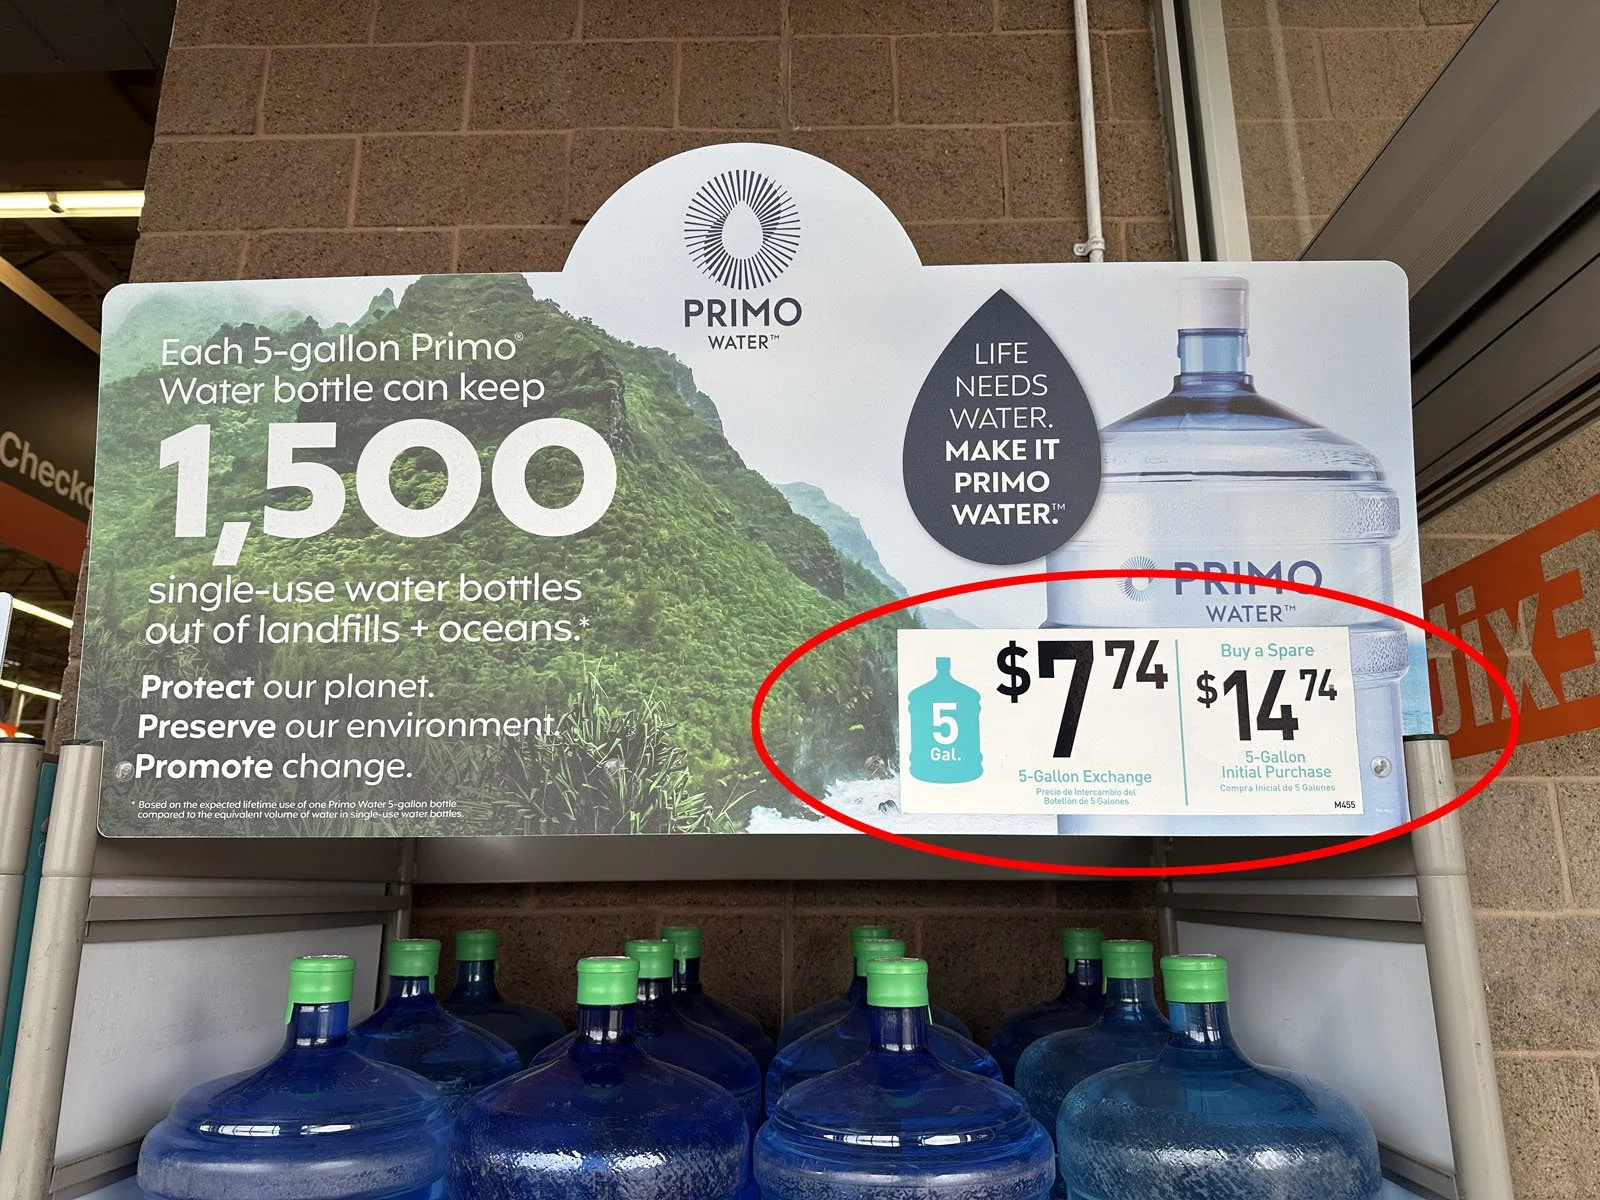 PRIMO
WATER™
Each 5-gallon Primo®
Water bottle can keep
1,500
single-use water bottles
out of landfills + oceans.*
Protect our planet.
Preserve our environment.
Promote change.
* Based on the expected lifetime use of one Primo Water 5-gallon bottle
compared to the equivalent volume of water in single-use water bottles.
LIFE
NEEDS
WATER.
MAKE IT
PRIMO
WATER.™
PRIMO
WATER™
5
Gal.
$7 74
5-Gallon Exchange
Precio de Intercambio del
Botellón de 5 Galones
Buy a Spare
$14 74
5-Gallon
Initial Purchase
Compra Inicial de 5 Galones
M455